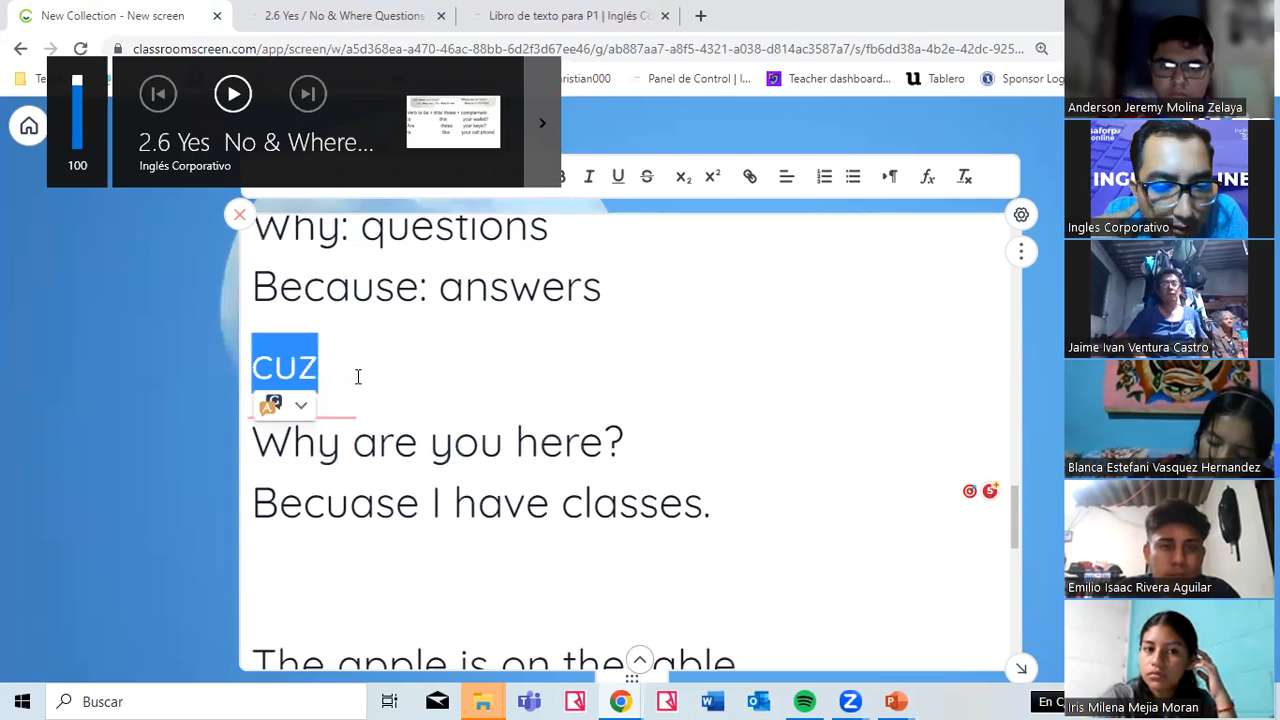 New Collection - New screen
2.6 Yes / No & Where Questions
Libro de texto para P1 | Inglés Co
classroomscreen.com/app/screen/w/a5d368ea-a470-46ac-88bb-6d2f3d67ee46/g/ab887aa7-a8f5-4321-a038-d814ac3587a7/s/fb6dd38a-4b2e-42dc-925...
christian000
Panel de Control | I...
Teacher dashboard...
Tablero
Sponsor Log
100
2.6 Yes No & Where...
Inglés Corporativo
Why: questions
Because: answers
cuz
Why are you here?
Becuase I have classes.
The apple is on the table
Anderson Jeremy Molina Zelaya
Ingles Corporativo
Jaime Ivan Ventura Castro
Blanca Estefani Vasquez Hernandez
Emilio Isaac Rivera Aguilar
Iris Milena Mejia Moran
Buscar